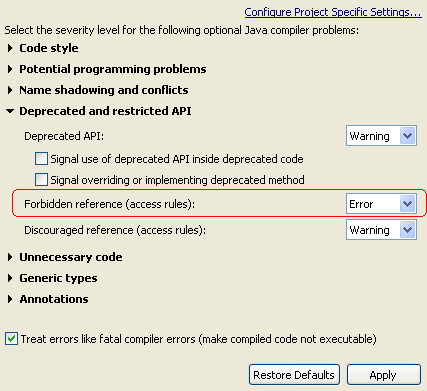 Configure Project Specific Settings...
Select the severity level for the following optional Java compiler problems:
Code style
Potential programming problems
Name shadowing and conflicts
Deprecated and restricted API
Deprecated API: Warning
Signal use of deprecated API inside deprecated code
Signal overriding or implementing deprecated method
Forbidden reference (access rules): Error
Discouraged reference (access rules): Warning
Unnecessary code
Generic types
Annotations
Treat errors like fatal compiler errors (make compiled code not executable)
Restore Defaults Apply